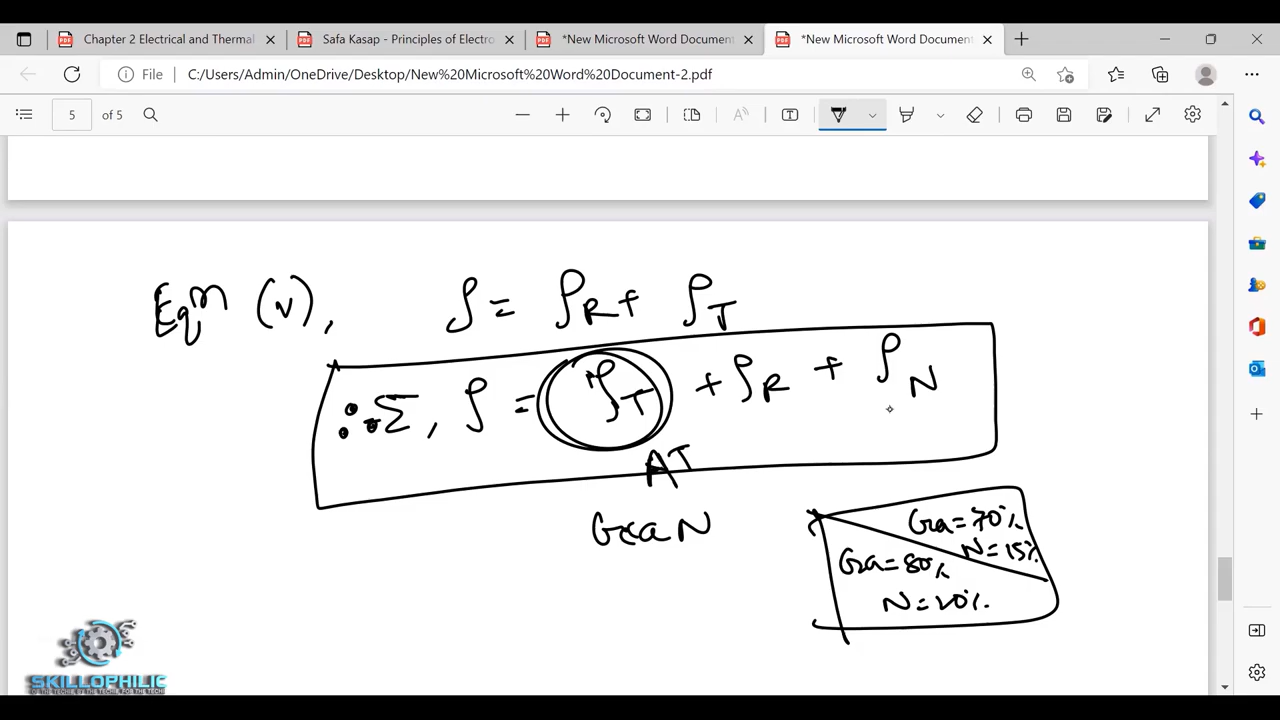 Chapter 2 Electrical and Thermal
Safa Kasap - Principles of Electro
*New Microsoft Word Document
*New Microsoft Word Document
File
C:/Users/Admin/OneDrive/Desktop/New%20Microsoft%20Word%20Document-2.pdf
5 of 5
Eqn (v), ρ = ρR + ρT
∴ Σ, ρ = ρT + ρR + ρN
AT
GaN
Ga = 70%
N = 15%
Ga = 80%
N = 20%
SKILLOPHILIC